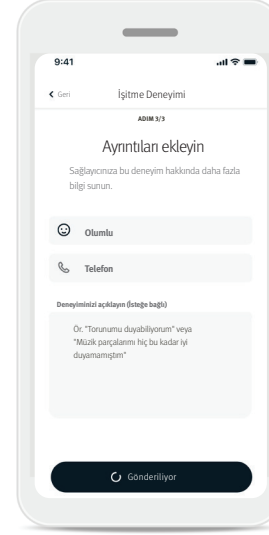 9:41
Geri
İşitme Deneyimi
ADIM 3/3
Ayrıntıları ekleyin
Sağlayıcınıza bu deneyim hakkında daha fazla
bilgi sunun.
Olumlu
Telefon
Deneyiminizi açıklayın (İsteğe bağlı)
Ör. "Torunumu duyabiliyorum" veya
"Müzik parçalarını hiç bu kadar iyi
duyamamıştım"
Gönderiliyor